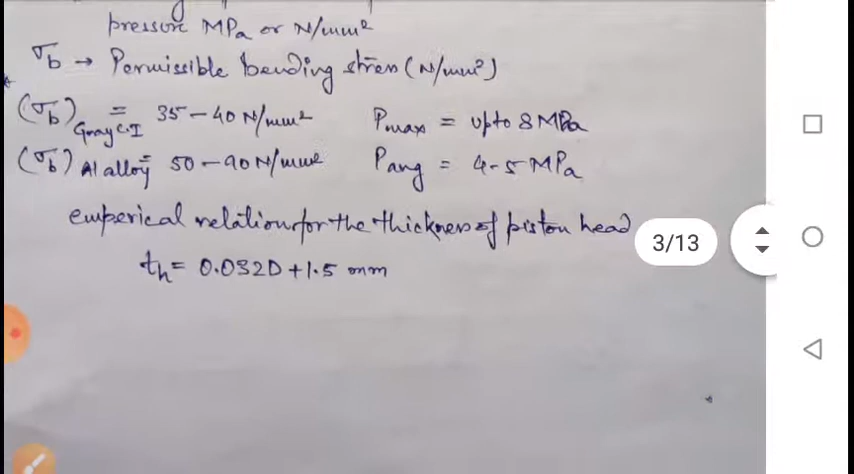 pressure MPa or N/mm²
σb → Permissible bending stress (N/mm²)
(σb) Gray C.I = 35-40 N/mm² Pmax = upto 8 MPa
(σb) Al alloy = 50-90 N/mm² Pavg = 4-5 MPa
emperical relation for the thickness of piston head
th = 0.032D + 1.5 mm
3/13